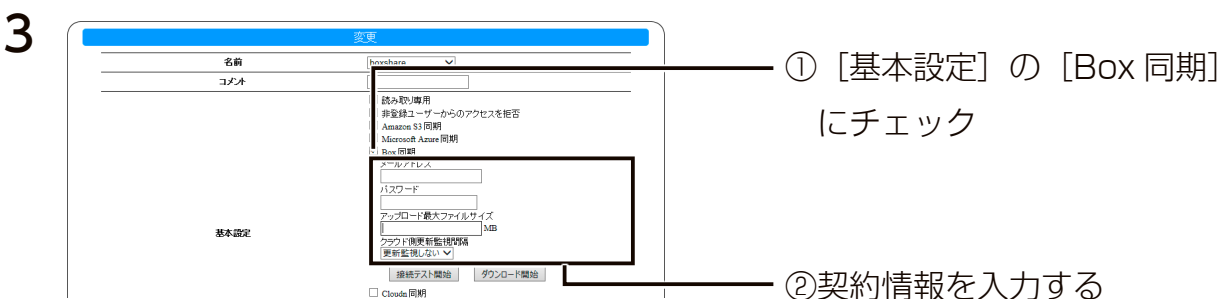 3
変更
名前
boxshare
コメント
読み取り専用
非登録ユーザーからのアクセスを拒否
Amazon S3 同期
Microsoft Azure 同期
Box 同期
メールアドレス
パスワード
アップロード最大ファイルサイズ
MB
クラウド側更新監視間隔
更新監視しない
基本設定
接続テスト開始 ダウンロード開始
Cloudn 同期
①［基本設定］の［Box 同期］
にチェック
②契約情報を入力する